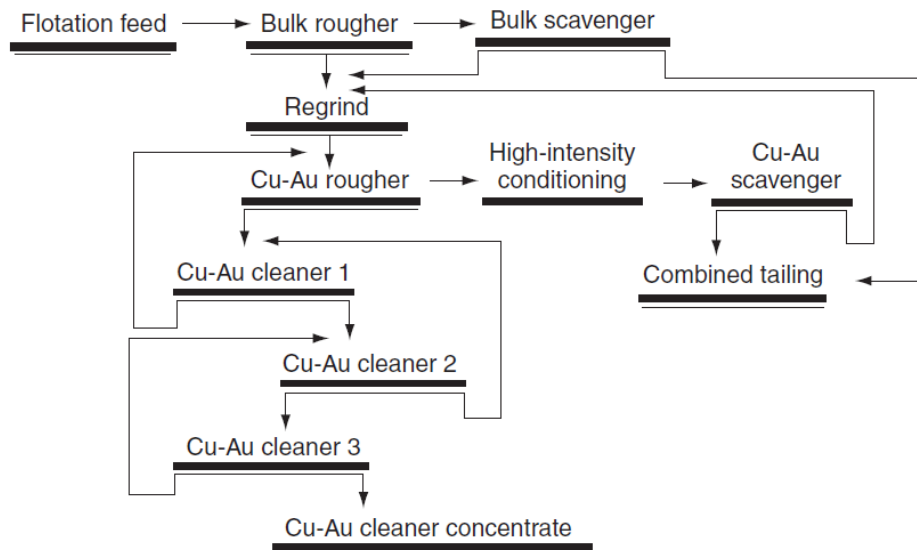 Flotation feed
Bulk rougher
Bulk scavenger
Regrind
Cu-Au rougher
High-intensity
conditioning
Cu-Au
scavenger
Cu-Au cleaner 1
Combined tailing
Cu-Au cleaner 2
Cu-Au cleaner 3
Cu-Au cleaner concentrate